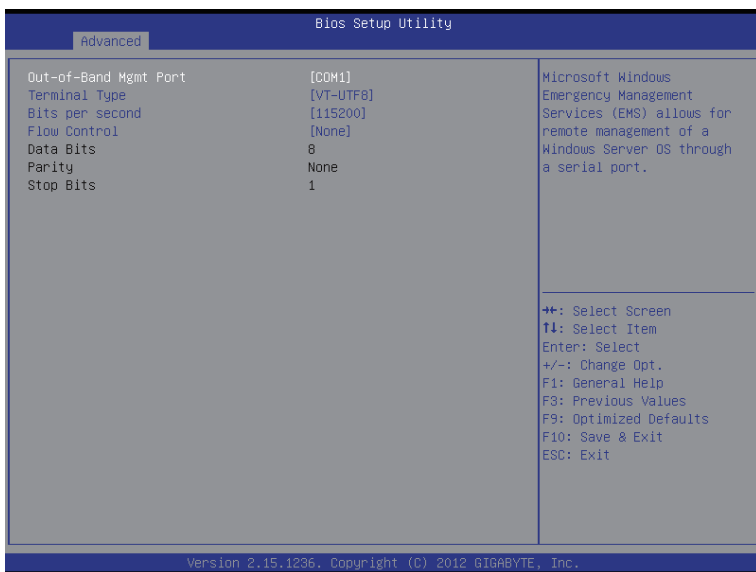 Bios Setup Utility
Advanced
Out-of-Band Mgmt Port [COM1]
Terminal Type [VT-UTF8]
Bits per second [115200]
Flow Control [None]
Data Bits 8
Parity None
Stop Bits 1
Microsoft Windows
Emergency Management
Services (EMS) allows for
remote management of a
Windows Server OS through
a serial port.
→←: Select Screen
↑↓: Select Item
Enter: Select
+/-: Change Opt.
F1: General Help
F3: Previous Values
F9: Optimized Defaults
F10: Save & Exit
ESC: Exit
Version 2.15.1236. Copyright (C) 2012 GIGABYTE, Inc.